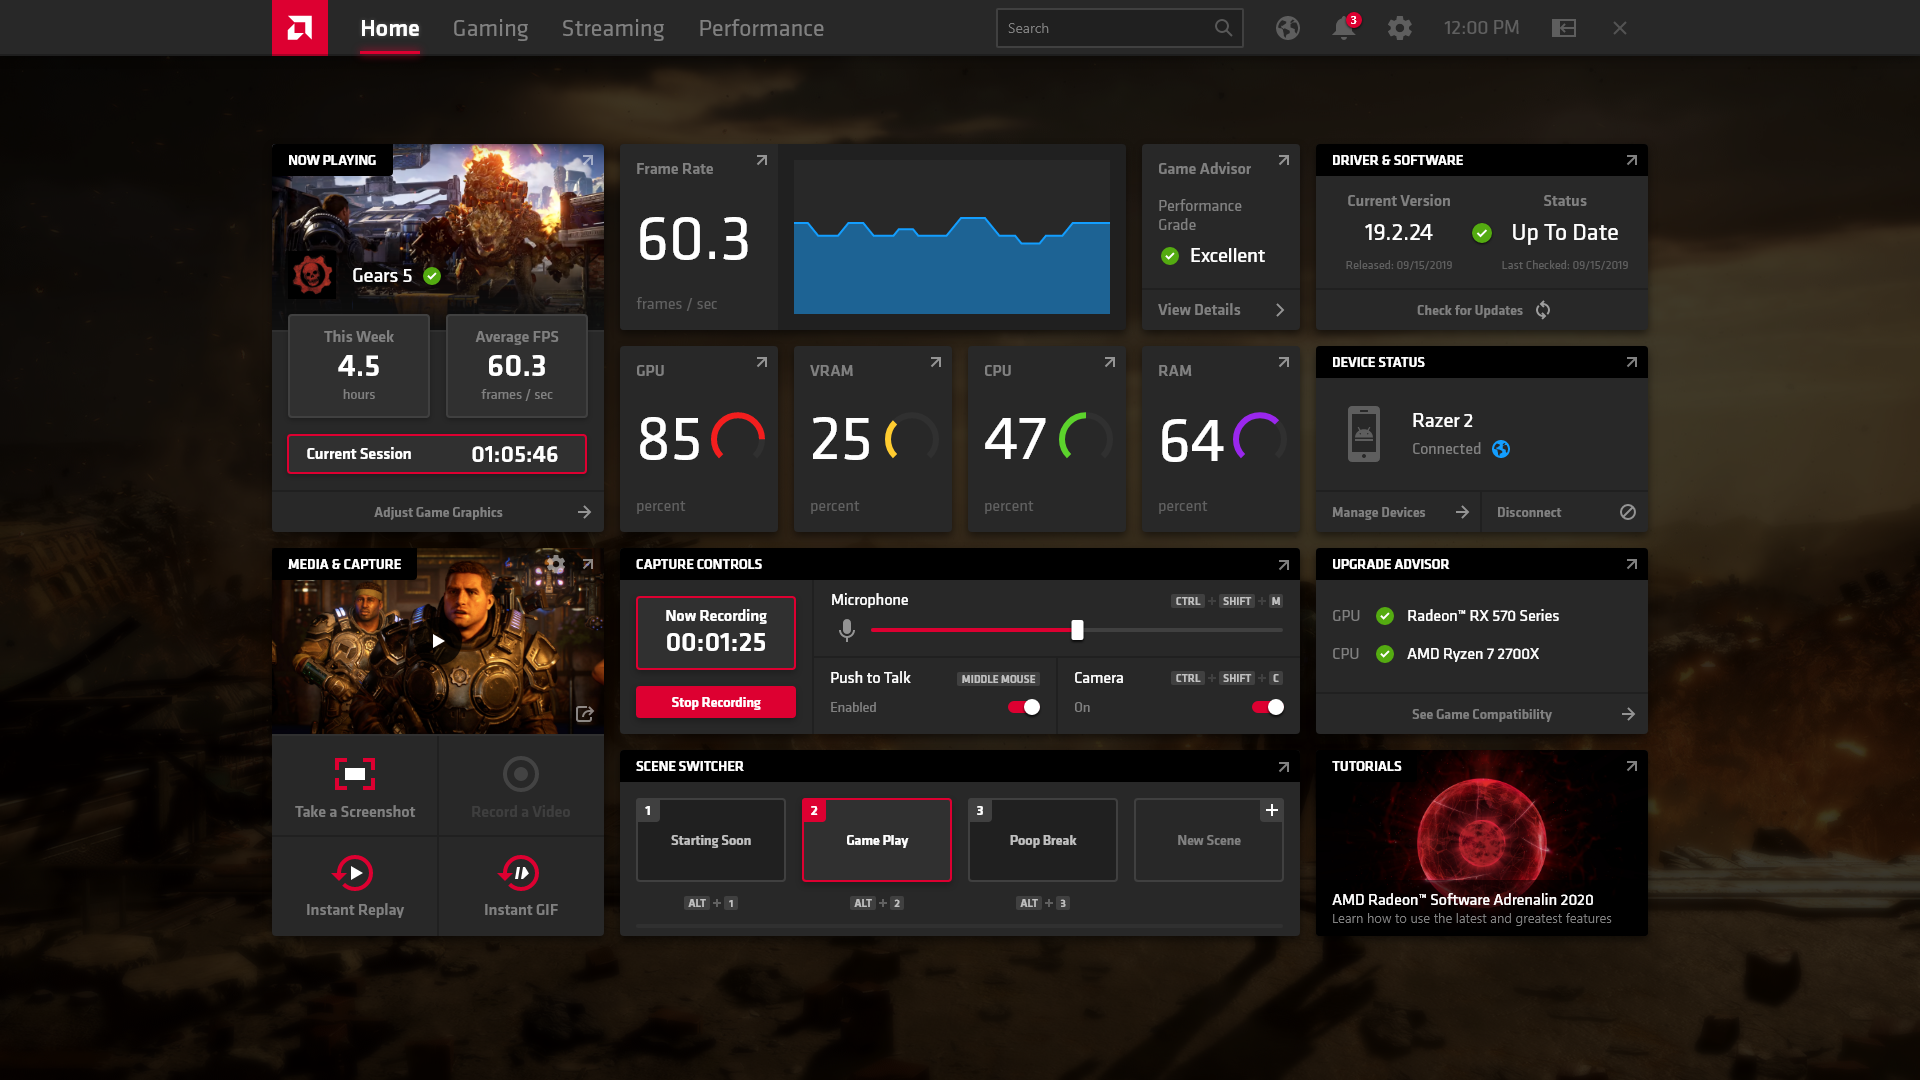 Home
Gaming
Streaming
Performance
Search
3
12:00 PM
NOW PLAYING
Gears 5
This Week
4.5
hours
Average FPS
60.3
frames / sec
Current Session
01:05:46
Adjust Game Graphics
Frame Rate
60.3
frames / sec
Game Advisor
Performance
Grade
Excellent
View Details
DRIVER & SOFTWARE
Current Version
19.2.24
Released: 09/15/2019
Status
Up To Date
Last Checked: 09/15/2019
Check for Updates
GPU
85
percent
VRAM
25
percent
CPU
47
percent
RAM
64
percent
DEVICE STATUS
Razer 2
Connected
Manage Devices
Disconnect
MEDIA & CAPTURE
Take a Screenshot
Record a Video
Instant Replay
Instant GIF
CAPTURE CONTROLS
Now Recording
00:01:25
Stop Recording
Microphone
CTRL + SHIFT + M
Push to Talk
MIDDLE MOUSE
Enabled
Camera
CTRL + SHIFT + C
On
UPGRADE ADVISOR
GPU Radeon™ RX 570 Series
CPU AMD Ryzen 7 2700X
See Game Compatibility
SCENE SWITCHER
1
Starting Soon
ALT + 1
2
Game Play
ALT + 2
3
Poop Break
ALT + 3
New Scene
TUTORIALS
AMD Radeon™ Software Adrenalin 2020
Learn how to use the latest and greatest features